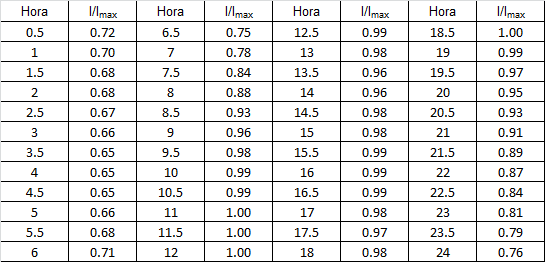 Hora I/Imax Hora I/Imax Hora I/Imax Hora I/Imax
0.5 0.72 6.5 0.75 12.5 0.99 18.5 1.00
1 0.70 7 0.78 13 0.98 19 0.99
1.5 0.68 7.5 0.84 13.5 0.96 19.5 0.97
2 0.68 8 0.88 14 0.96 20 0.95
2.5 0.67 8.5 0.93 14.5 0.98 20.5 0.93
3 0.66 9 0.96 15 0.98 21 0.91
3.5 0.65 9.5 0.98 15.5 0.99 21.5 0.89
4 0.65 10 0.99 16 0.99 22 0.87
4.5 0.65 10.5 0.99 16.5 0.99 22.5 0.84
5 0.66 11 1.00 17 0.98 23 0.81
5.5 0.68 11.5 1.00 17.5 0.97 23.5 0.79
6 0.71 12 1.00 18 0.98 24 0.76